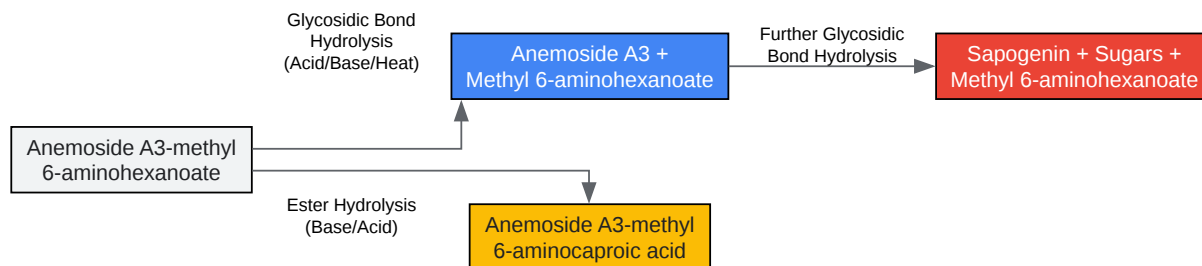 Glycosidic Bond
Hydrolysis
(Acid/Base/Heat)
Anemoside A3 +
Methyl 6-aminohexanoate
Further Glycosidic
Bond Hydrolysis
Sapogenin + Sugars +
Methyl 6-aminohexanoate
Anemoside A3-methyl
6-aminohexanoate
Ester Hydrolysis
(Base/Acid)
Anemoside A3-methyl
6-aminocaproic acid